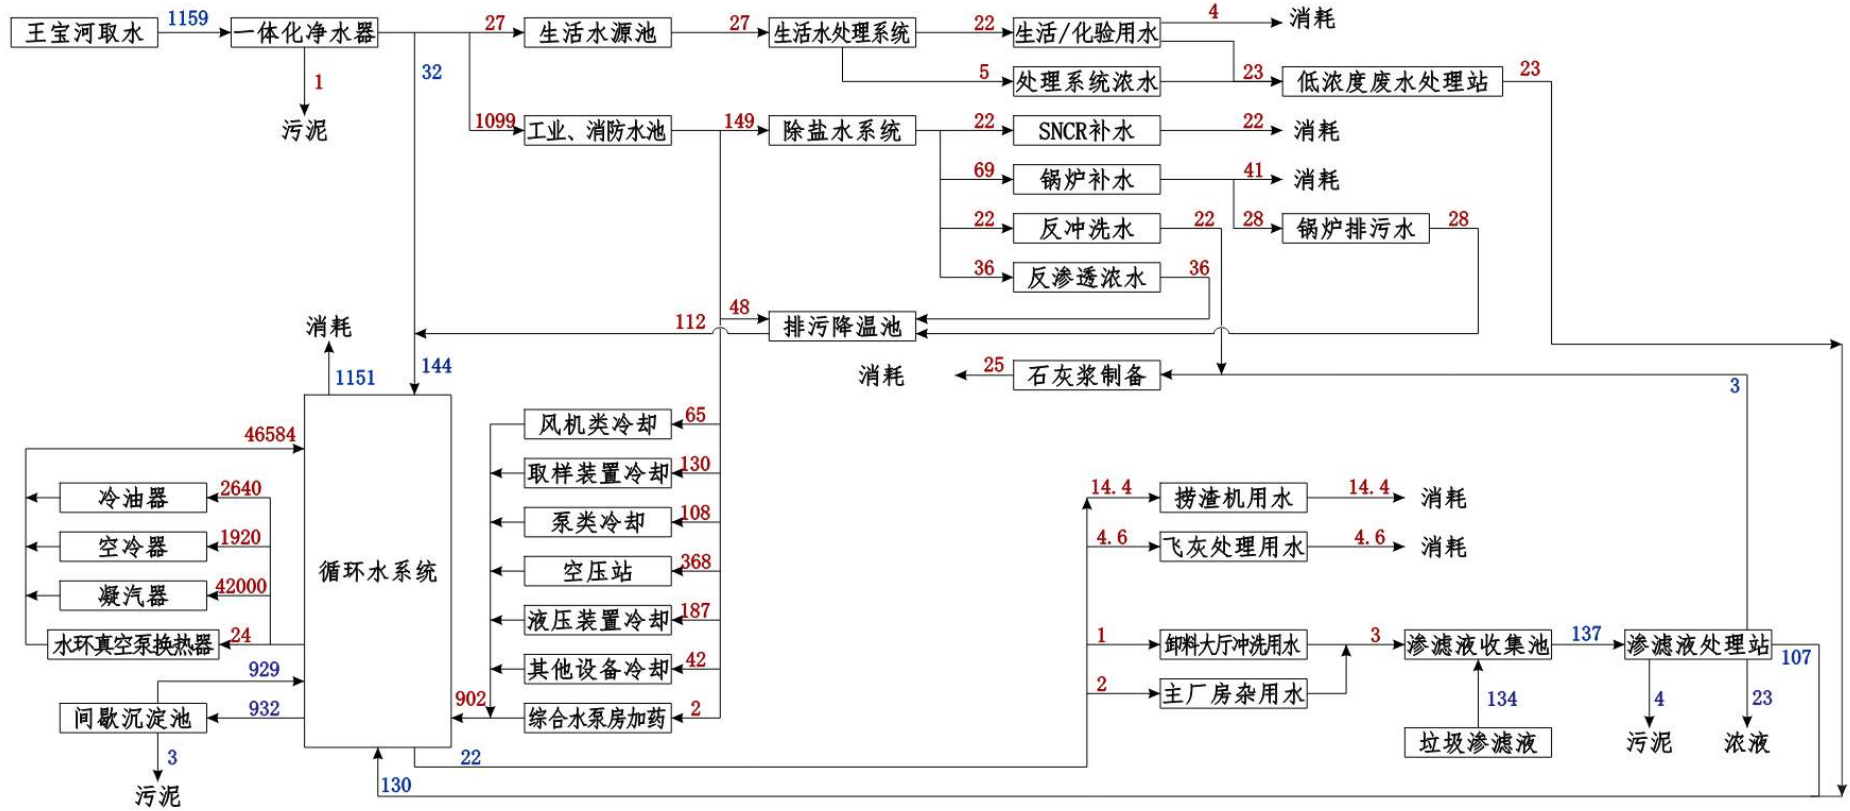 王宝河取水
1159
一体化净水器
27
生活水源池
27
生活水处理系统
22
生活/化验用水
4
消耗
1
污泥
32
5
处理系统浓水
23
低浓度废水处理站
23
1099
工业、消防水池
149
除盐水系统
22
SNCR补水
22
消耗
69
锅炉补水
41
消耗
22
反冲洗水
22
28
锅炉排污水
28
36
反渗透浓水
36
48
排污降温池
112
消耗
1151
144
消耗
25
石灰浆制备
3
风机类冷却
65
46584
取样装置冷却
130
冷油器
2640
泵类冷却
108
空冷器
1920
循环水系统
空压站
368
凝汽器
42000
液压装置冷却
187
水环真空泵换热器
24
其他设备冷却
42
929
902
综合水泵房加药
2
间歇沉淀池
932
3
污泥
22
130
14.4
捞渣机用水
14.4
消耗
4.6
飞灰处理用水
4.6
消耗
1
卸料大厅冲洗用水
3
渗滤液收集池
137
渗滤液处理站
107
2
主厂房杂用水
134
垃圾渗滤液
4
污泥
23
浓液